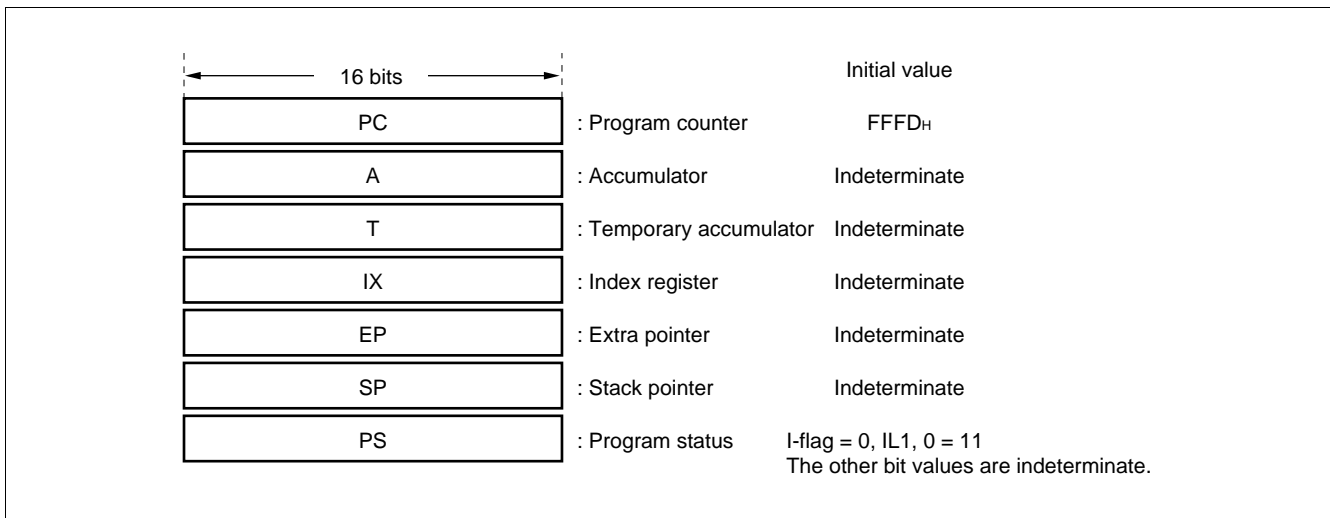 16 bits Initial value
PC : Program counter FFFDH
A : Accumulator Indeterminate
T : Temporary accumulator Indeterminate
IX : Index register Indeterminate
EP : Extra pointer Indeterminate
SP : Stack pointer Indeterminate
PS : Program status I-flag = 0, IL1, 0 = 11
The other bit values are indeterminate.